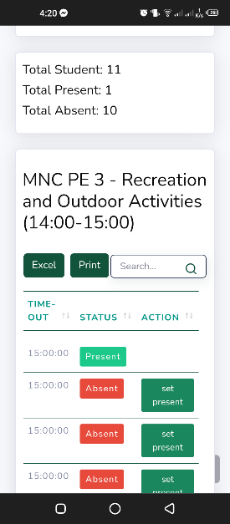 4:20
Total Student: 11
Total Present: 1
Total Absent: 10
MNC PE 3 - Recreation
and Outdoor Activities
(14:00-15:00)
Excel Print Search...
TIME-
OUT STATUS ACTION
15:00:00 Present
15:00:00 Absent set
present
15:00:00 Absent set
present
15:00:00 Absent set
present